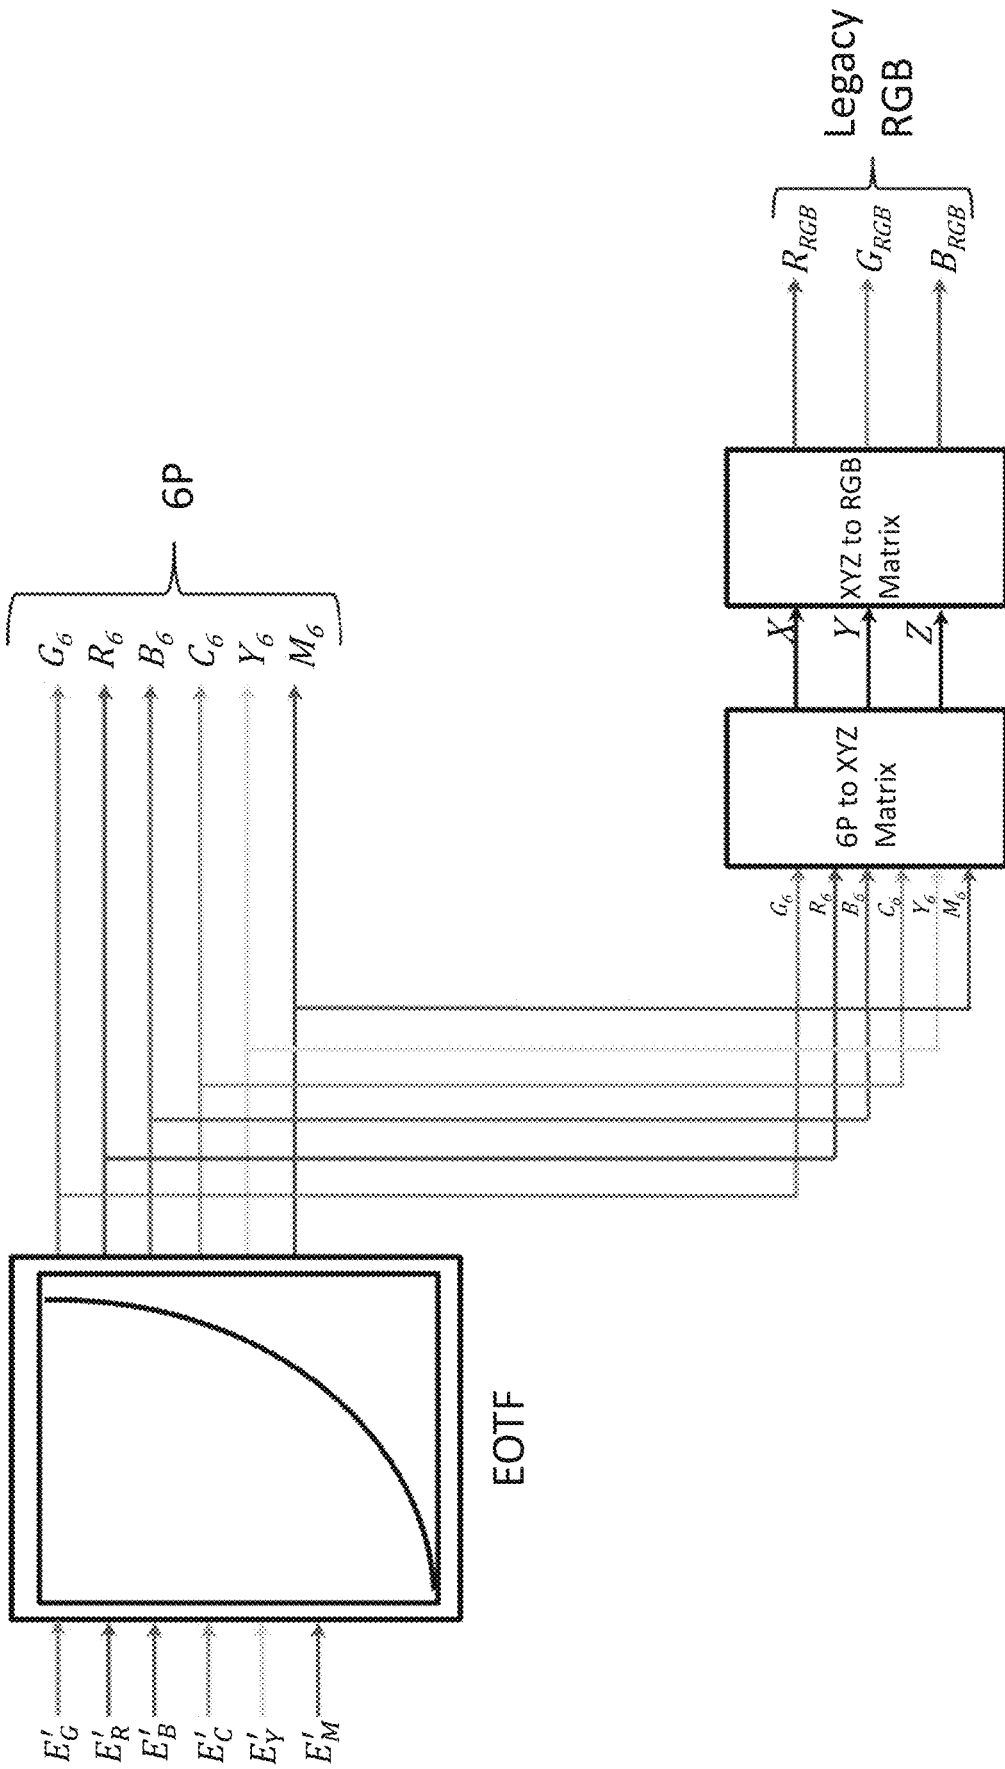 E'_G
E'_R
E'_B
E'_C
E'_Y
E'_M
EOTF
G_6
R_6
B_6
C_6
Y_6
M_6
6P
G_6
R_6
B_6
C_6
Y_6
M_6
6P to XYZ
Matrix
X
Y
Z
XYZ to RGB
Matrix
R_RGB
G_RGB
B_RGB
Legacy
RGB